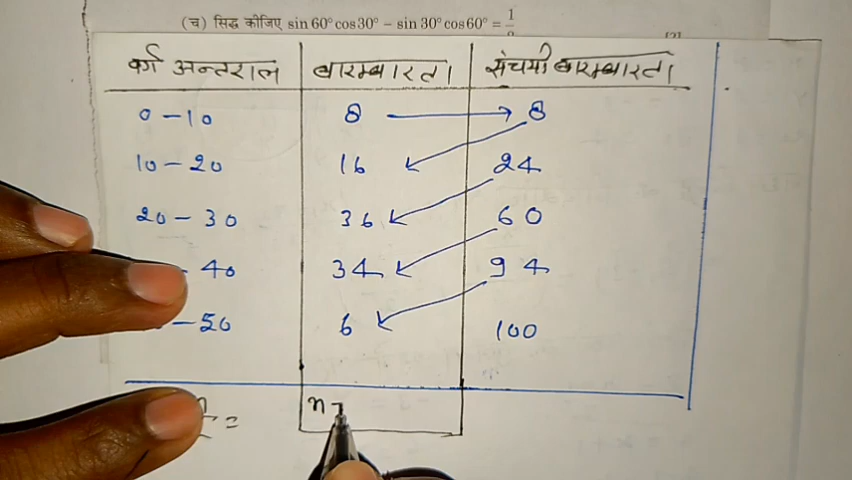 (च) सिद्ध कीजिए sin 60° cos 30° – sin 30° cos 60° = 1
वर्ग अन्तराल बारम्बारता संचयी बारम्बारता
0 – 10 8 8
10 – 20 16 24
20 – 30 36 60
– 40 34 94
– 50 6 100
= n =